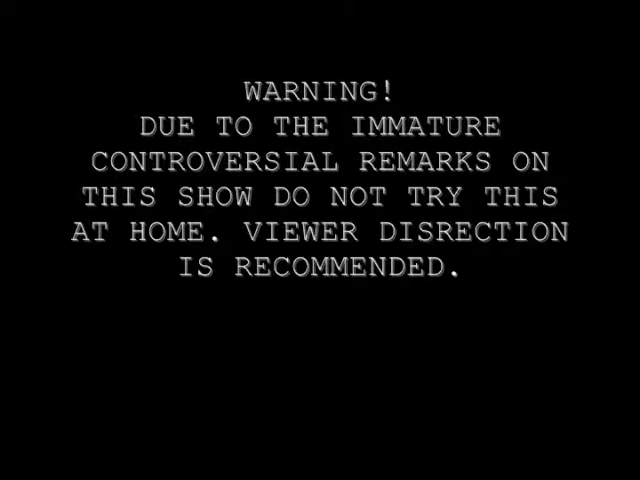 WARNING!
DUE TO THE IMMATURE
CONTROVERSIAL REMARKS ON
THIS SHOW DO NOT TRY THIS
AT HOME. VIEWER DISRECTION
IS RECOMMENDED.